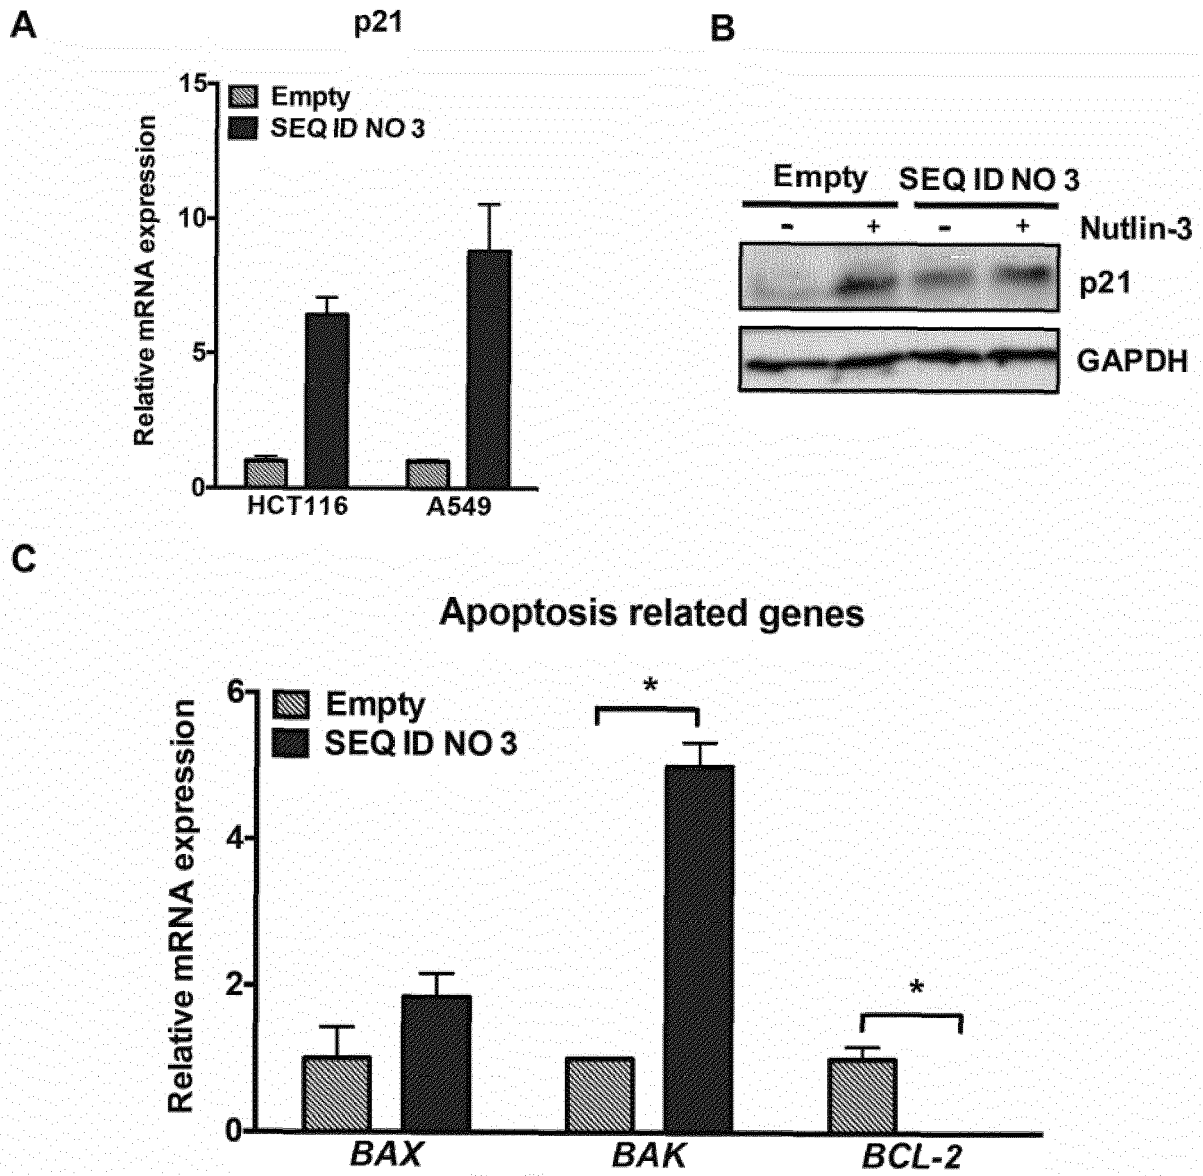 A
p21
15
10
5
0
Relative mRNA expression
Empty
SEQ ID NO 3
HCT116 A549
B
Empty SEQ ID NO 3
- + - + Nutlin-3
p21
GAPDH
C
Apoptosis related genes
6
4
2
0
Relative mRNA expression
Empty
SEQ ID NO 3
*
*
BAX BAK BCL-2